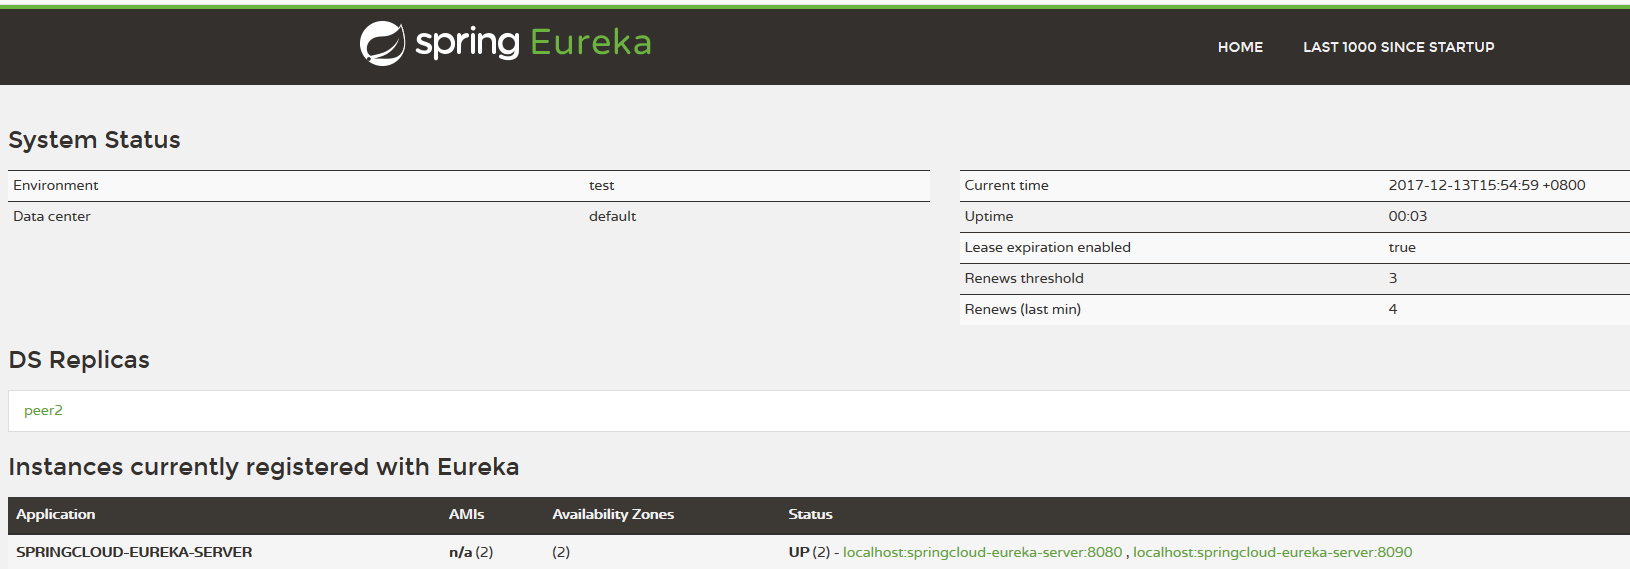 spring Eureka
HOME LAST 1000 SINCE STARTUP
System Status
Environment test
Data center default
Current time 2017-12-13T15:54:59 +0800
Uptime 00:03
Lease expiration enabled true
Renews threshold 3
Renews (last min) 4
DS Replicas
peer2
Instances currently registered with Eureka
Application AMIs Availability Zones Status
SPRINGCLOUD-EUREKA-SERVER n/a (2) (2) UP (2) - localhost:springcloud-eureka-server:8080 , localhost:springcloud-eureka-server:8090